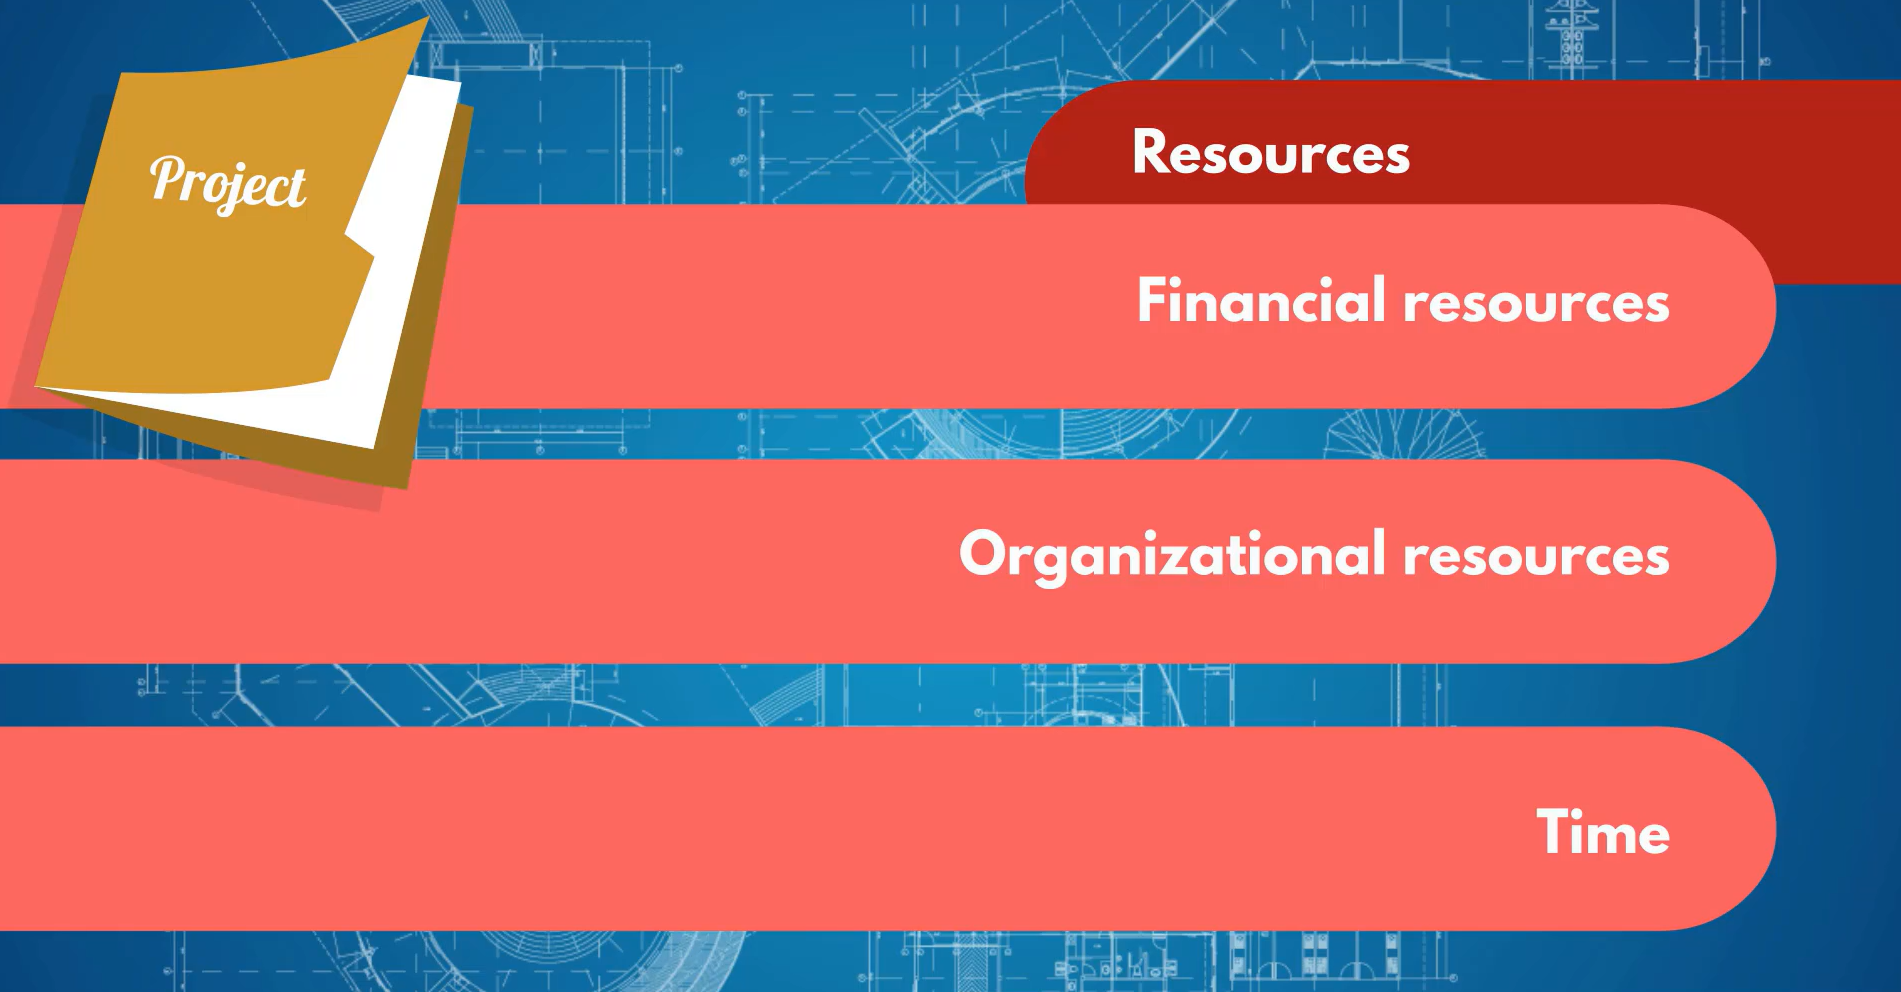 Project
Resources
Financial resources
Organizational resources
Time